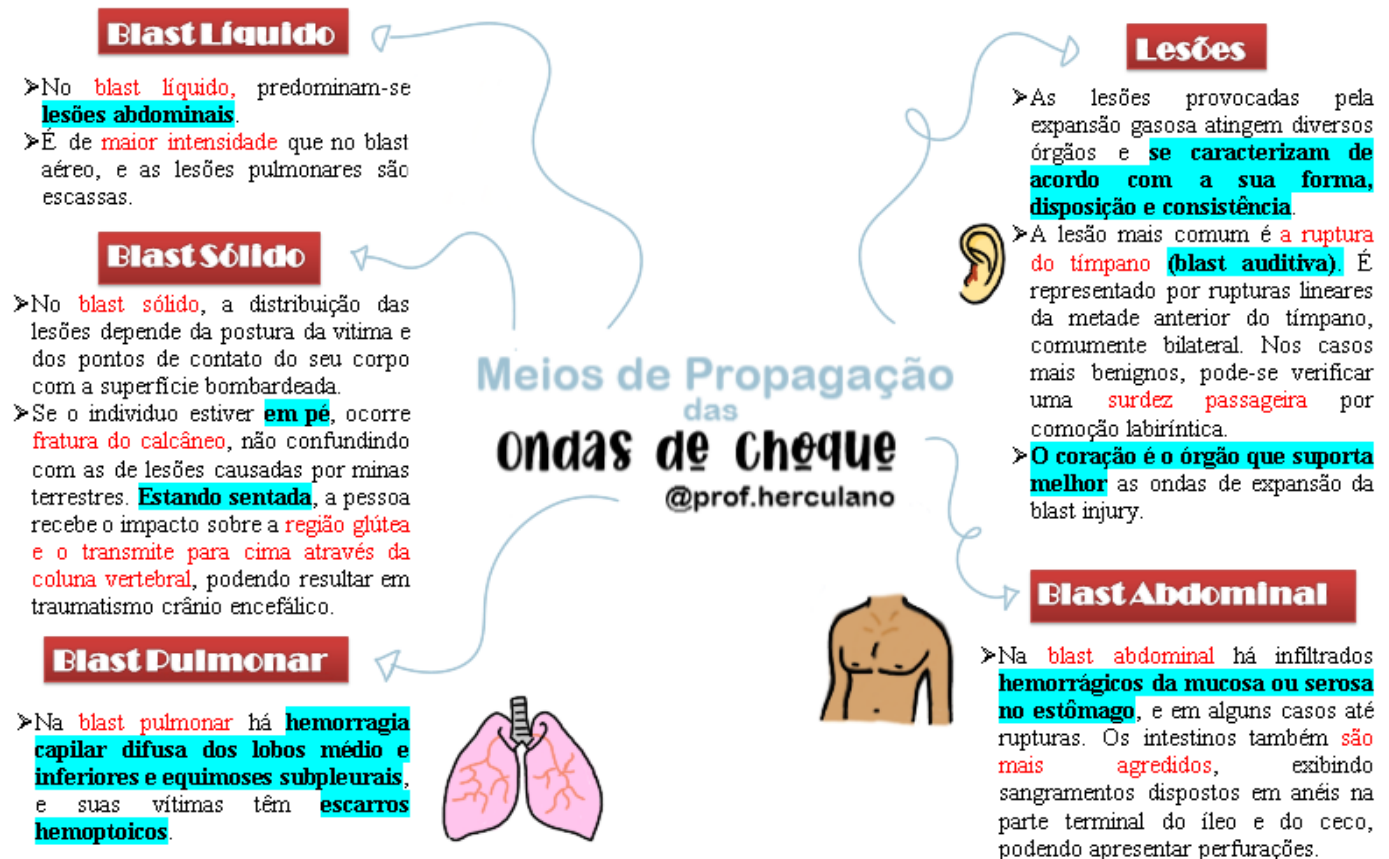 Blast Líquido
➢No blast líquido, predominam-se
lesões abdominais.
➢É de maior intensidade que no blast
aéreo, e as lesões pulmonares são
escassas.
Blast Sólido
➢No blast sólido, a distribuição das
lesões depende da postura da vitima e
dos pontos de contato do seu corpo
com a superfície bombardeada.
➢Se o individuo estiver em pé, ocorre
fratura do calcâneo, não confundindo
com as de lesões causadas por minas
terrestres. Estando sentada, a pessoa
recebe o impacto sobre a região glútea
e o transmite para cima através da
coluna vertebral, podendo resultar em
traumatismo crânio encefálico.
Blast Pulmonar
➢Na blast pulmonar há hemorragia
capilar difusa dos lobos médio e
inferiores e equimoses subpleurais,
e suas vítimas têm escarros
hemoptoicos.
Meios de Propagação
das
Ondas de Choque
@prof.herculano
Lesões
➢As lesões provocadas pela
expansão gasosa atingem diversos
órgãos e se caracterizam de
acordo com a sua forma,
disposição e consistência.
➢A lesão mais comum é a ruptura
do tímpano (blast auditiva). É
representado por rupturas lineares
da metade anterior do tímpano,
comumente bilateral. Nos casos
mais benignos, pode-se verificar
uma surdez passageira por
comoção labiríntica.
➢O coração é o órgão que suporta
melhor as ondas de expansão da
blast injury.
Blast Abdominal
➢Na blast abdominal há infiltrados
hemorrágicos da mucosa ou serosa
no estômago, e em alguns casos até
rupturas. Os intestinos também são
mais agredidos, exibindo
sangramentos dispostos em anéis na
parte terminal do íleo e do ceco,
podendo apresentar perfurações.